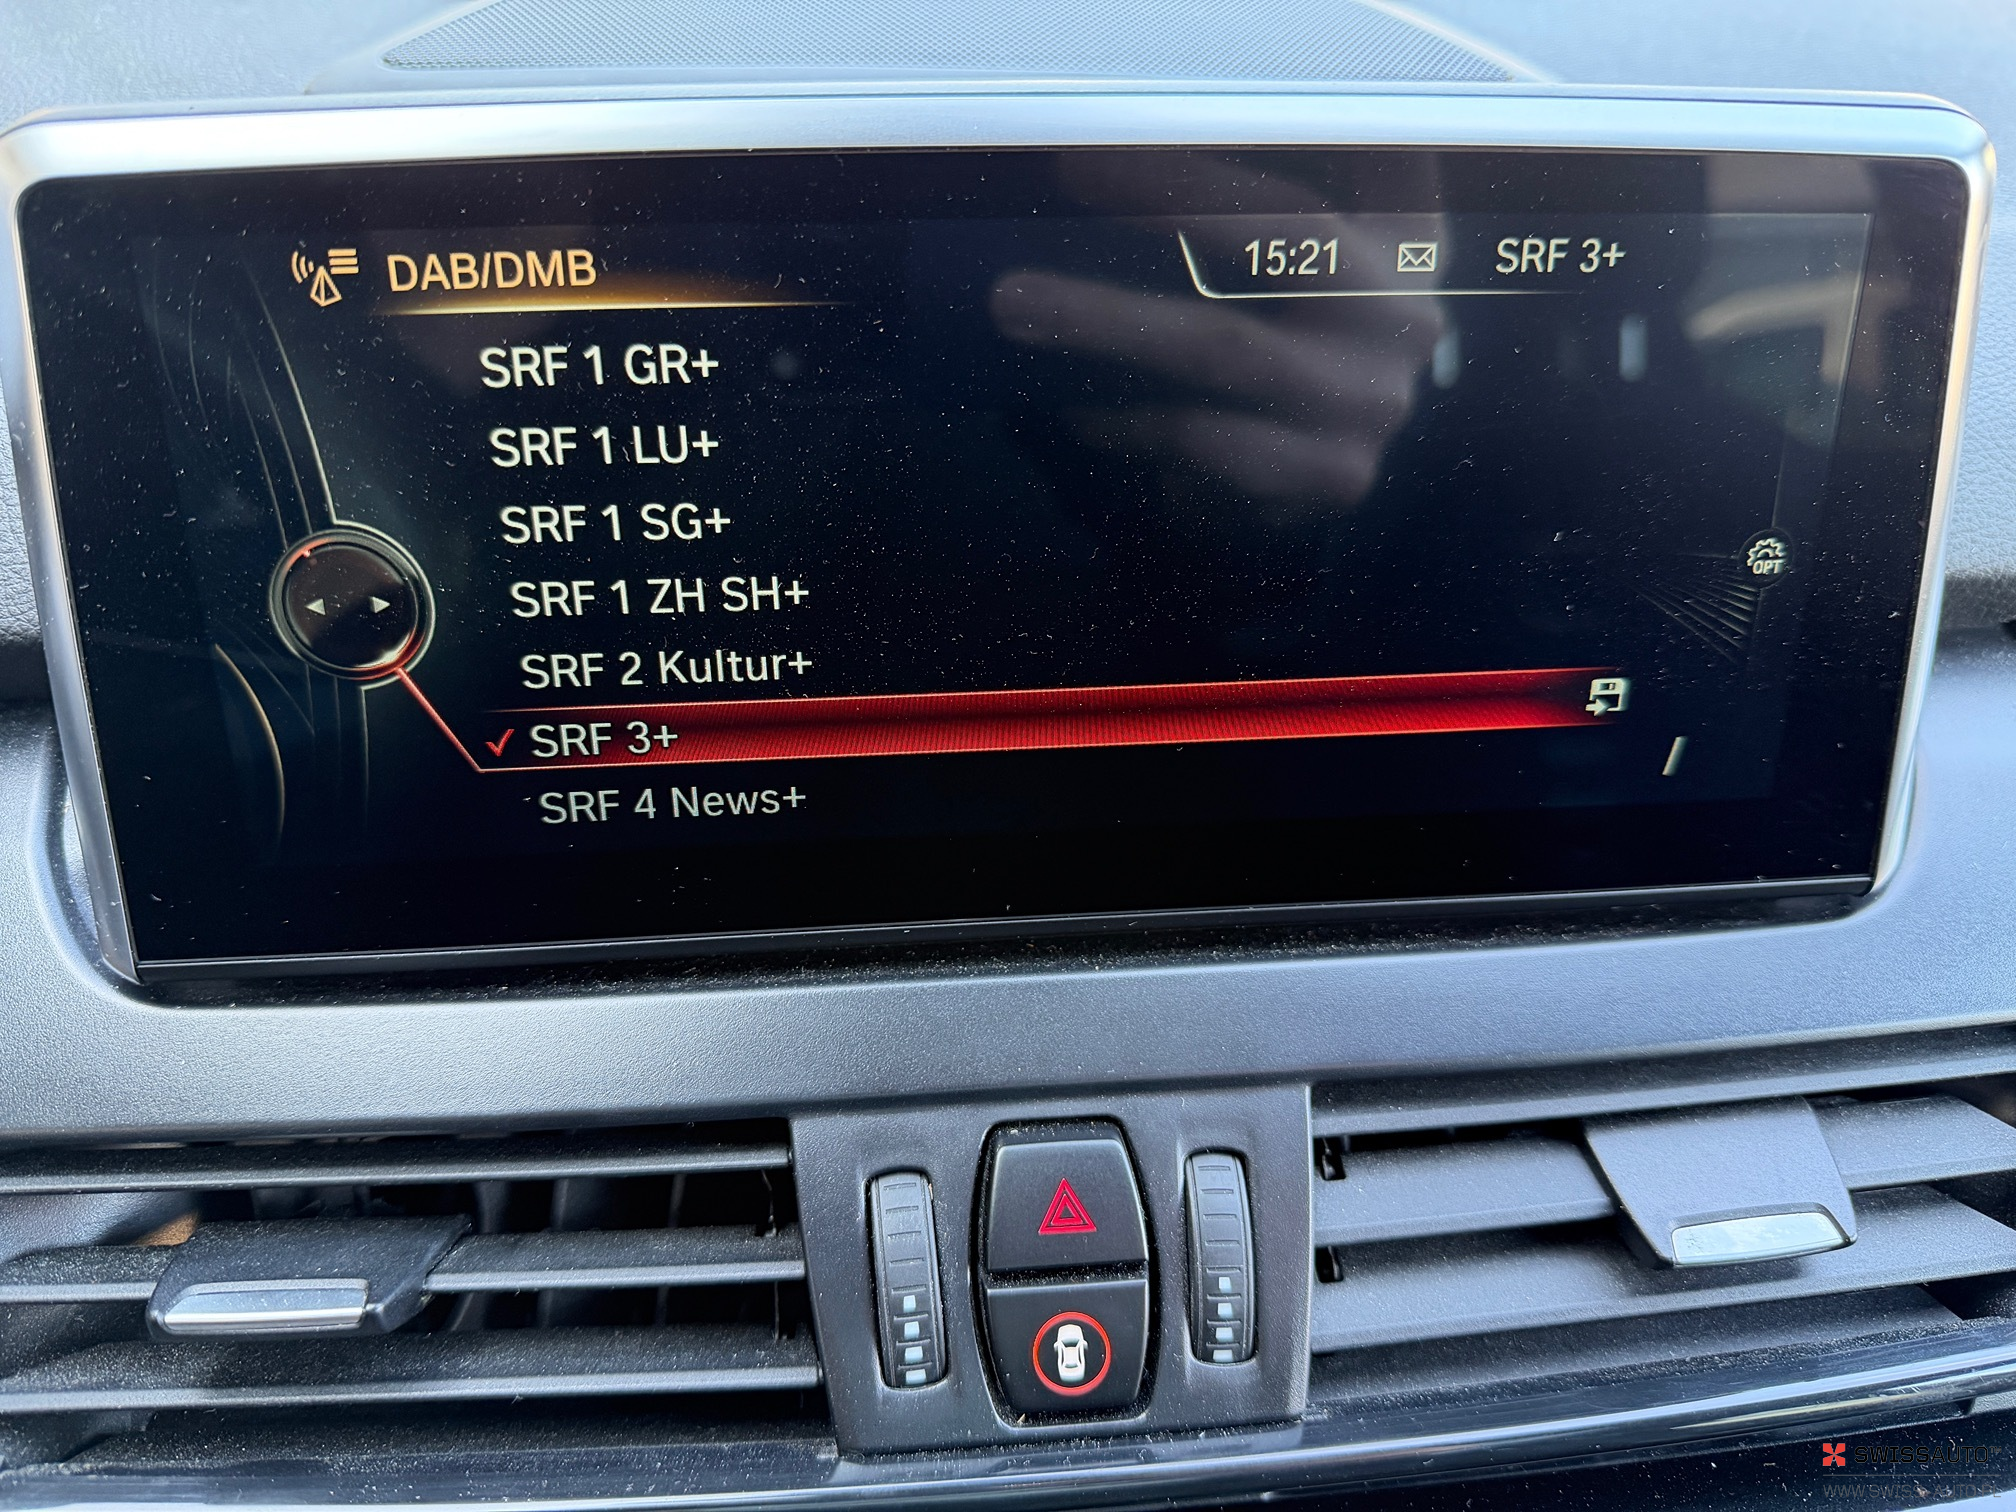 DAB/DMB
15:21 SRF 3+
SRF 1 GR+
SRF 1 LU+
SRF 1 SG+
SRF 1 ZH SH+
SRF 2 Kultur+
SRF 3+
SRF 4 News+
OPT
SWISSAUTO